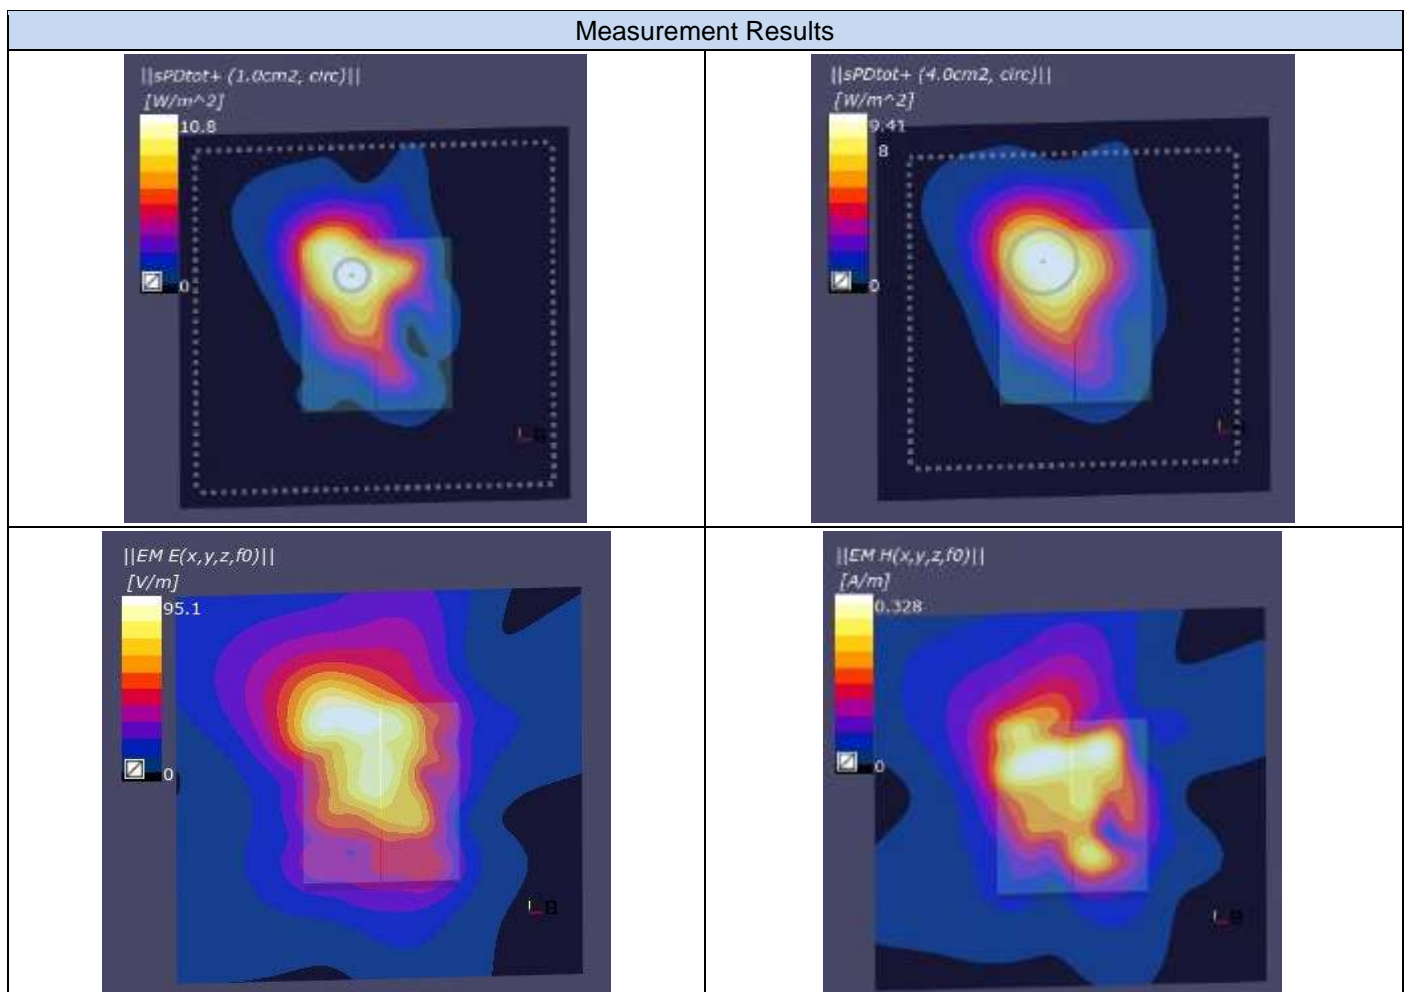 Measurement Results
||sPDtot+ (1.0cm2, circ)||
[W/m^2]
10.8
0
||sPDtot+ (4.0cm2, circ)||
[W/m^2]
9.41
8
0
||EM E(x,y,z,f0)||
[V/m]
95.1
0
||EM H(x,y,z,f0)||
[A/m]
0.328
0